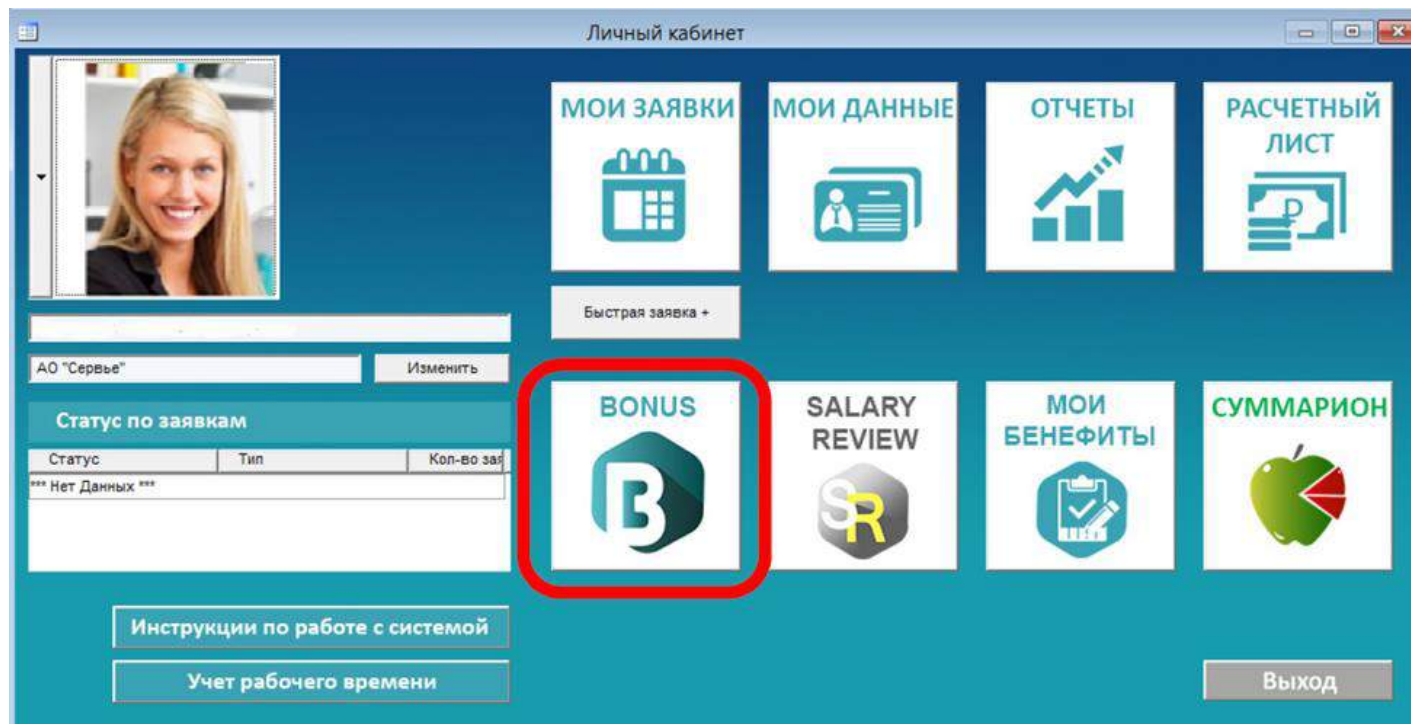 Личный кабинет
МОИ ЗАЯВКИ
МОИ ДАННЫЕ
ОТЧЕТЫ
РАСЧЕТНЫЙ
ЛИСТ
₽
Быстрая заявка +
АО "Сервье"
Изменить
Статус по заявкам
Статус
Тип
Кол-во зая
*** Нет Данных ***
BONUS
B
SALARY
REVIEW
SR
МОИ
БЕНЕФИТЫ
СУММАРИОН
Инструкции по работе с системой
Учет рабочего времени
Выход